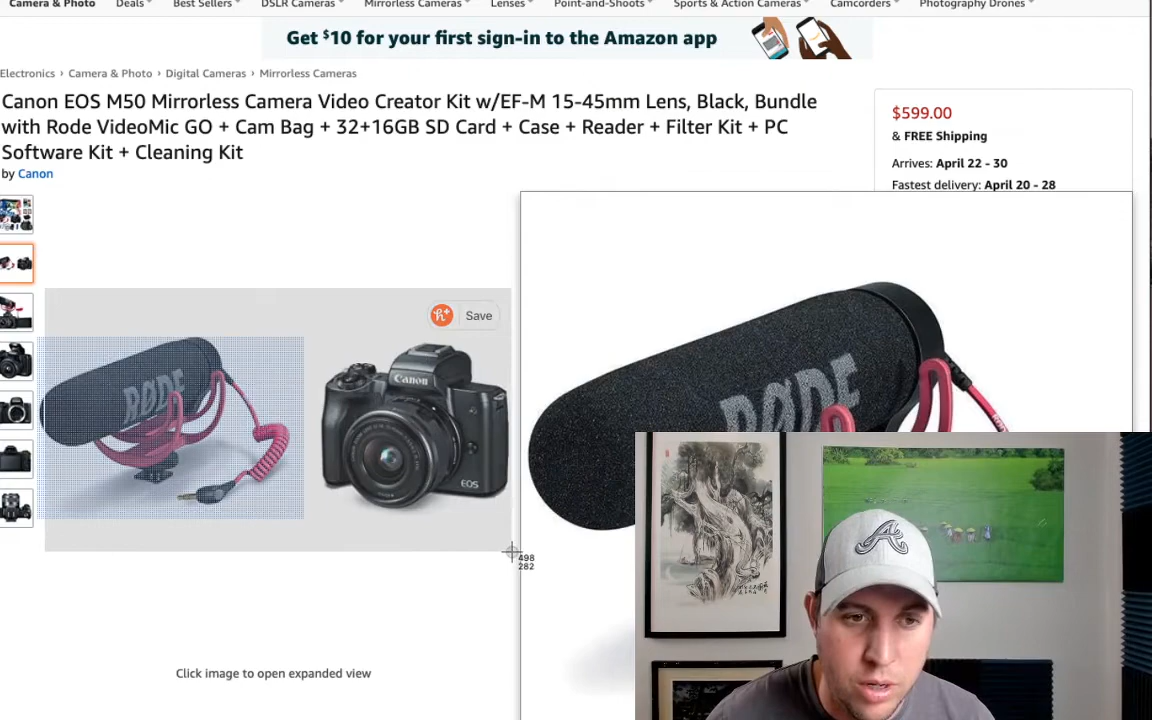 Camera & Photo Deals Best Sellers DSLR Cameras Mirrorless Cameras Lenses Point-and-Shoots Sports & Action Cameras Camcorders Photography Drones
Get $10 for your first sign-in to the Amazon app
Electronics › Camera & Photo › Digital Cameras › Mirrorless Cameras
Canon EOS M50 Mirrorless Camera Video Creator Kit w/EF-M 15-45mm Lens, Black, Bundle
with Rode VideoMic GO + Cam Bag + 32+16GB SD Card + Case + Reader + Filter Kit + PC
Software Kit + Cleaning Kit
by Canon
$599.00
& FREE Shipping
Arrives: April 22 - 30
Fastest delivery: April 20 - 28
h+ Save
Canon
RØDE
EOS
RØDE
498
282
A
Click image to open expanded view